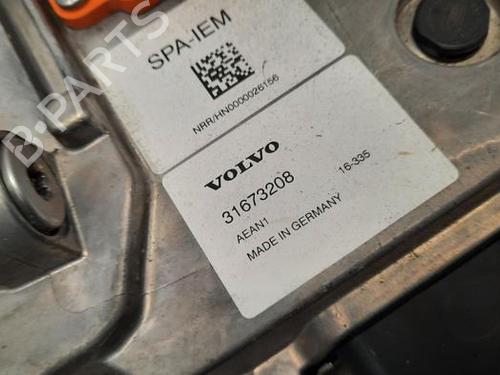 SPA-IEM
NRR/HN0000026156
VOLVO
31673208
16-335
AEAN1
MADE IN GERMANY
B-PARTS